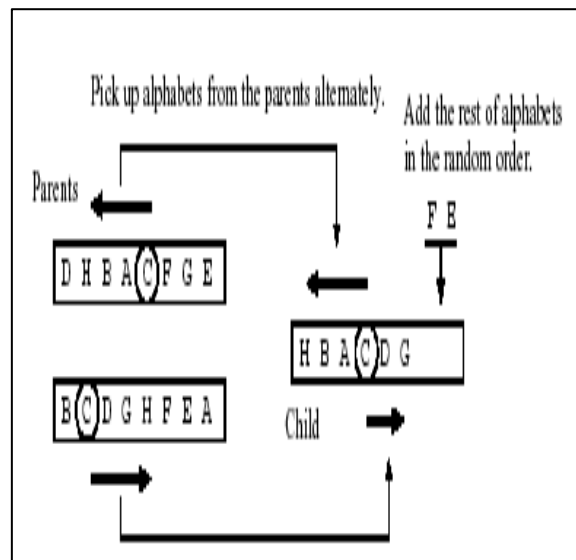 Pick up alphabets from the parents alternately.
Add the rest of alphabets
in the random order.
Parents
F E
D H B A C F G E
H B A C D G
B C D G H F E A
Child